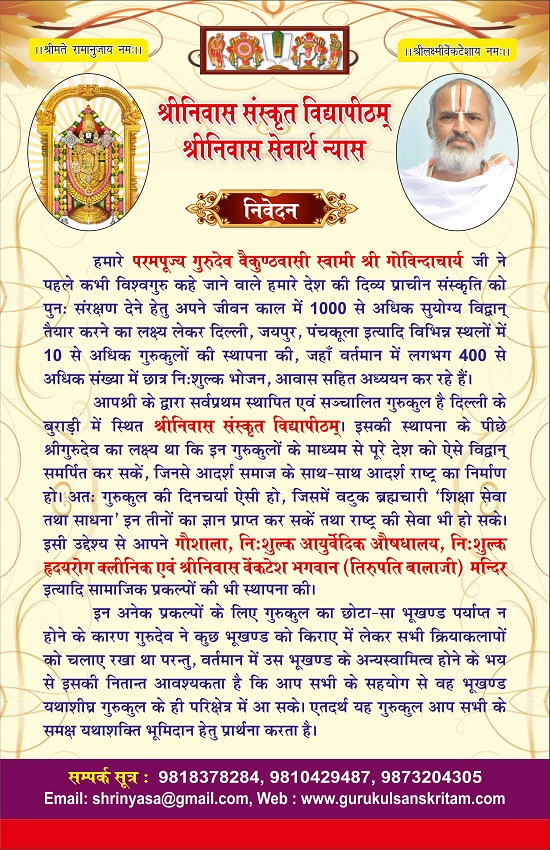 ।।श्रीमते रामानुजाय नमः।।
।।श्रीलक्ष्मीवेंकटेशाय नमः।।
श्रीनिवास संस्कृत विद्यापीठम्
श्रीनिवास सेवार्थ न्यास
निवेदन
हमारे परमपूज्य गुरुदेव वैकुण्ठवासी स्वामी श्री गोविन्दाचार्य जी ने
पहले कभी विश्वगुरु कहे जाने वाले हमारे देश की दिव्य प्राचीन संस्कृति को
पुनः संरक्षण देने हेतु अपने जीवन काल में 1000 से अधिक सुयोग्य विद्वान्
तैयार करने का लक्ष्य लेकर दिल्ली, जयपुर, पंचकूला इत्यादि विभिन्न स्थलों में
10 से अधिक गुरुकुलों की स्थापना की, जहाँ वर्तमान में लगभग 400 से
अधिक संख्या में छात्र निःशुल्क भोजन, आवास सहित अध्ययन कर रहे हैं।
आपश्री के द्वारा सर्वप्रथम स्थापित एवं सञ्चालित गुरुकुल है दिल्ली के
बुराड़ी में स्थित श्रीनिवास संस्कृत विद्यापीठम्। इसकी स्थापना के पीछे
श्रीगुरुदेव का लक्ष्य था कि इन गुरुकुलों के माध्यम से पूरे देश को ऐसे विद्वान्
समर्पित कर सकें, जिनसे आदर्श समाज के साथ-साथ आदर्श राष्ट्र का निर्माण
हो। अतः गुरुकुल की दिनचर्या ऐसी हो, जिसमें वटुक ब्रह्मचारी ‘शिक्षा सेवा
तथा साधना’ इन तीनों का ज्ञान प्राप्त कर सकें तथा राष्ट्र की सेवा भी हो सके।
इसी उद्देश्य से आपने गौशाला, निःशुल्क आयुर्वेदिक औषधालय, निःशुल्क
हृदयरोग क्लीनिक एवं श्रीनिवास वेंकटेश भगवान (तिरुपति बालाजी) मन्दिर
इत्यादि सामाजिक प्रकल्पों की भी स्थापना की।
इन अनेक प्रकल्पों के लिए गुरुकुल का छोटा-सा भूखण्ड पर्याप्त न
होने के कारण गुरुदेव ने कुछ भूखण्ड को किराए में लेकर सभी क्रियाकलापों
को चलाए रखा था परन्तु, वर्तमान में उस भूखण्ड के अन्यस्वामित्व होने के भय
से इसकी नितान्त आवश्यकता है कि आप सभी के सहयोग से वह भूखण्ड
यथाशीघ्र गुरुकुल के ही परिक्षेत्र में आ सके। एतदर्थ यह गुरुकुल आप सभी के
समक्ष यथाशक्ति भूमिदान हेतु प्रार्थना करता है।
सम्पर्क सूत्र : 9818378284, 9810429487, 9873204305
Email: shrinyasa@gmail.com, Web : www.gurukulsanskritam.com